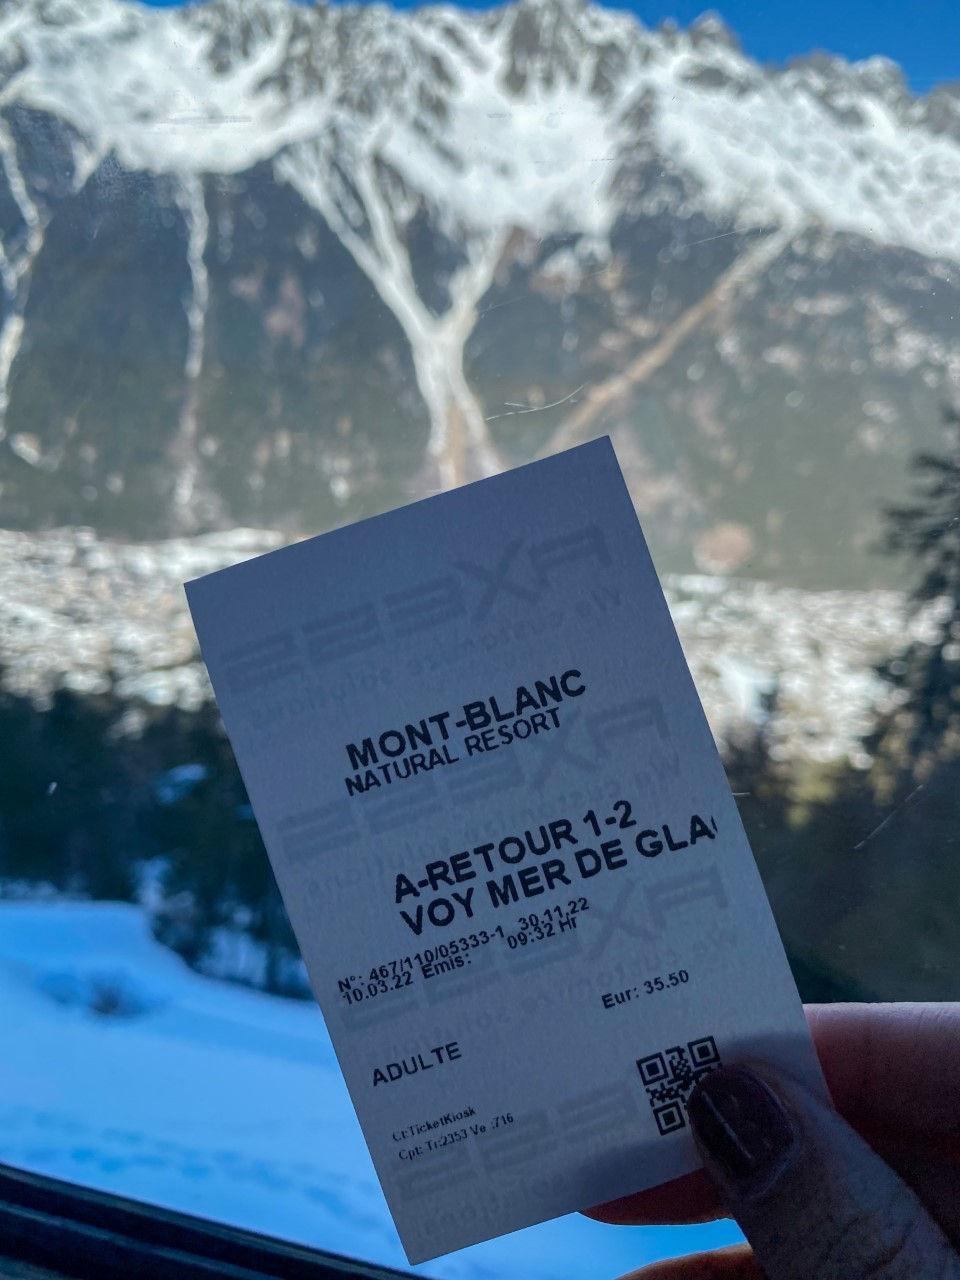 MONT-BLANC
NATURAL RESORT
A-RETOUR 1-2
VOY MER DE GLA
N°: 467/110/05333-1 30.11.22
10.03.22 Emis: 09:32 Hr
Eur: 35.50
ADULTE
CI:TicketKiosk
Cpt: Tr:2353 Ve :716